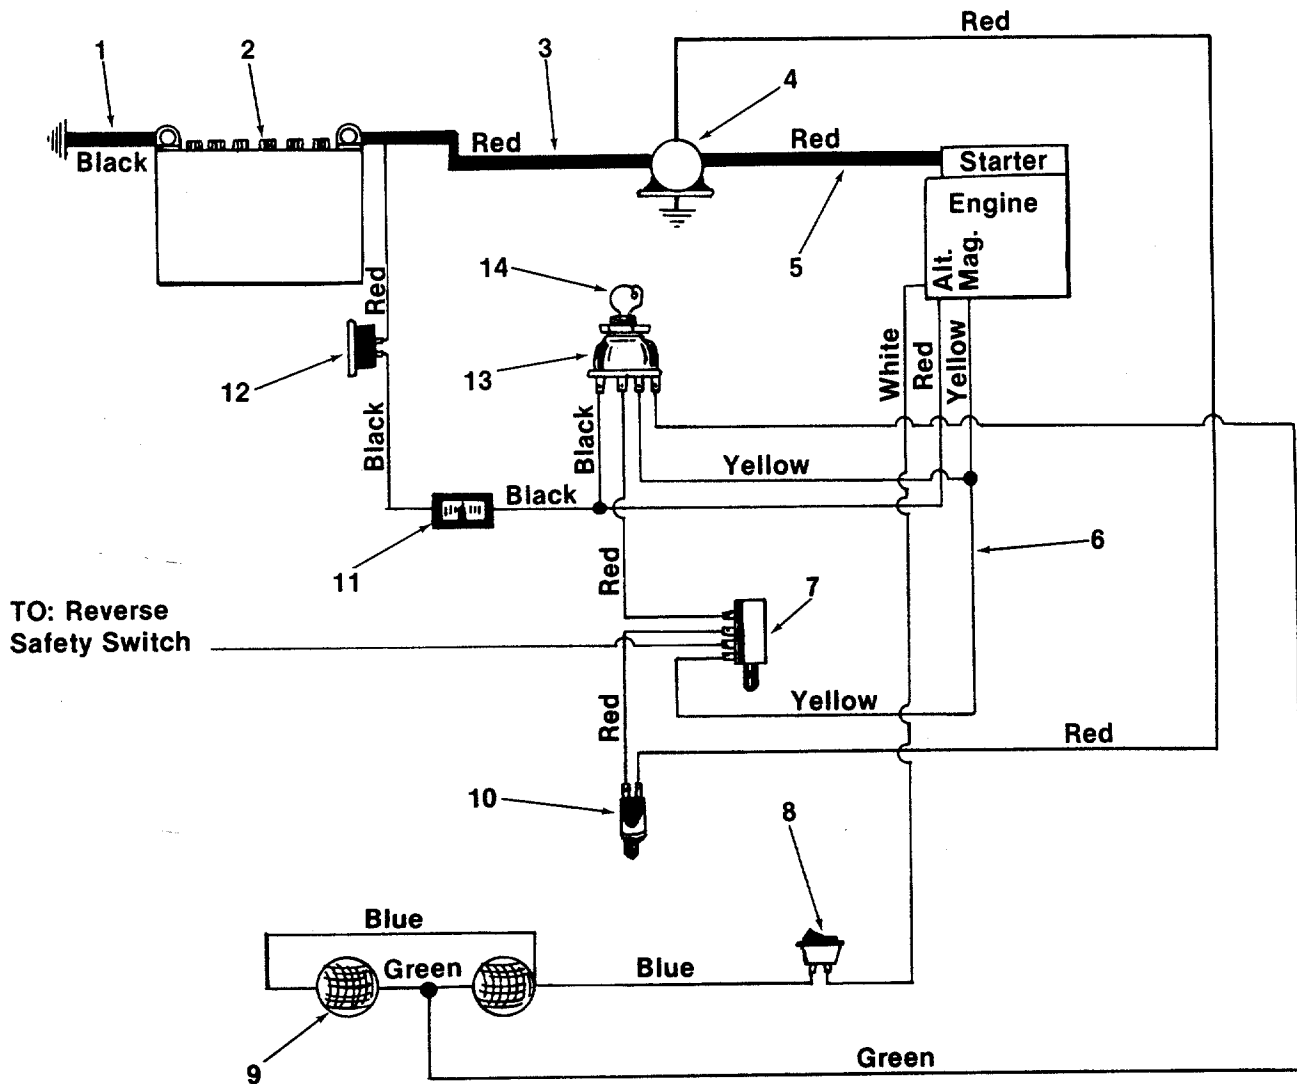 Red
1
2
3
4
Black
Red
Red
Starter
Engine
Alt.
Mag.
5
14
Red
12
13
White
Red
Yellow
Black
Black
Yellow
Black
11
6
Red
7
TO: Reverse
Safety Switch
Red
Yellow
Red
10
8
Blue
Green
Blue
9
Green